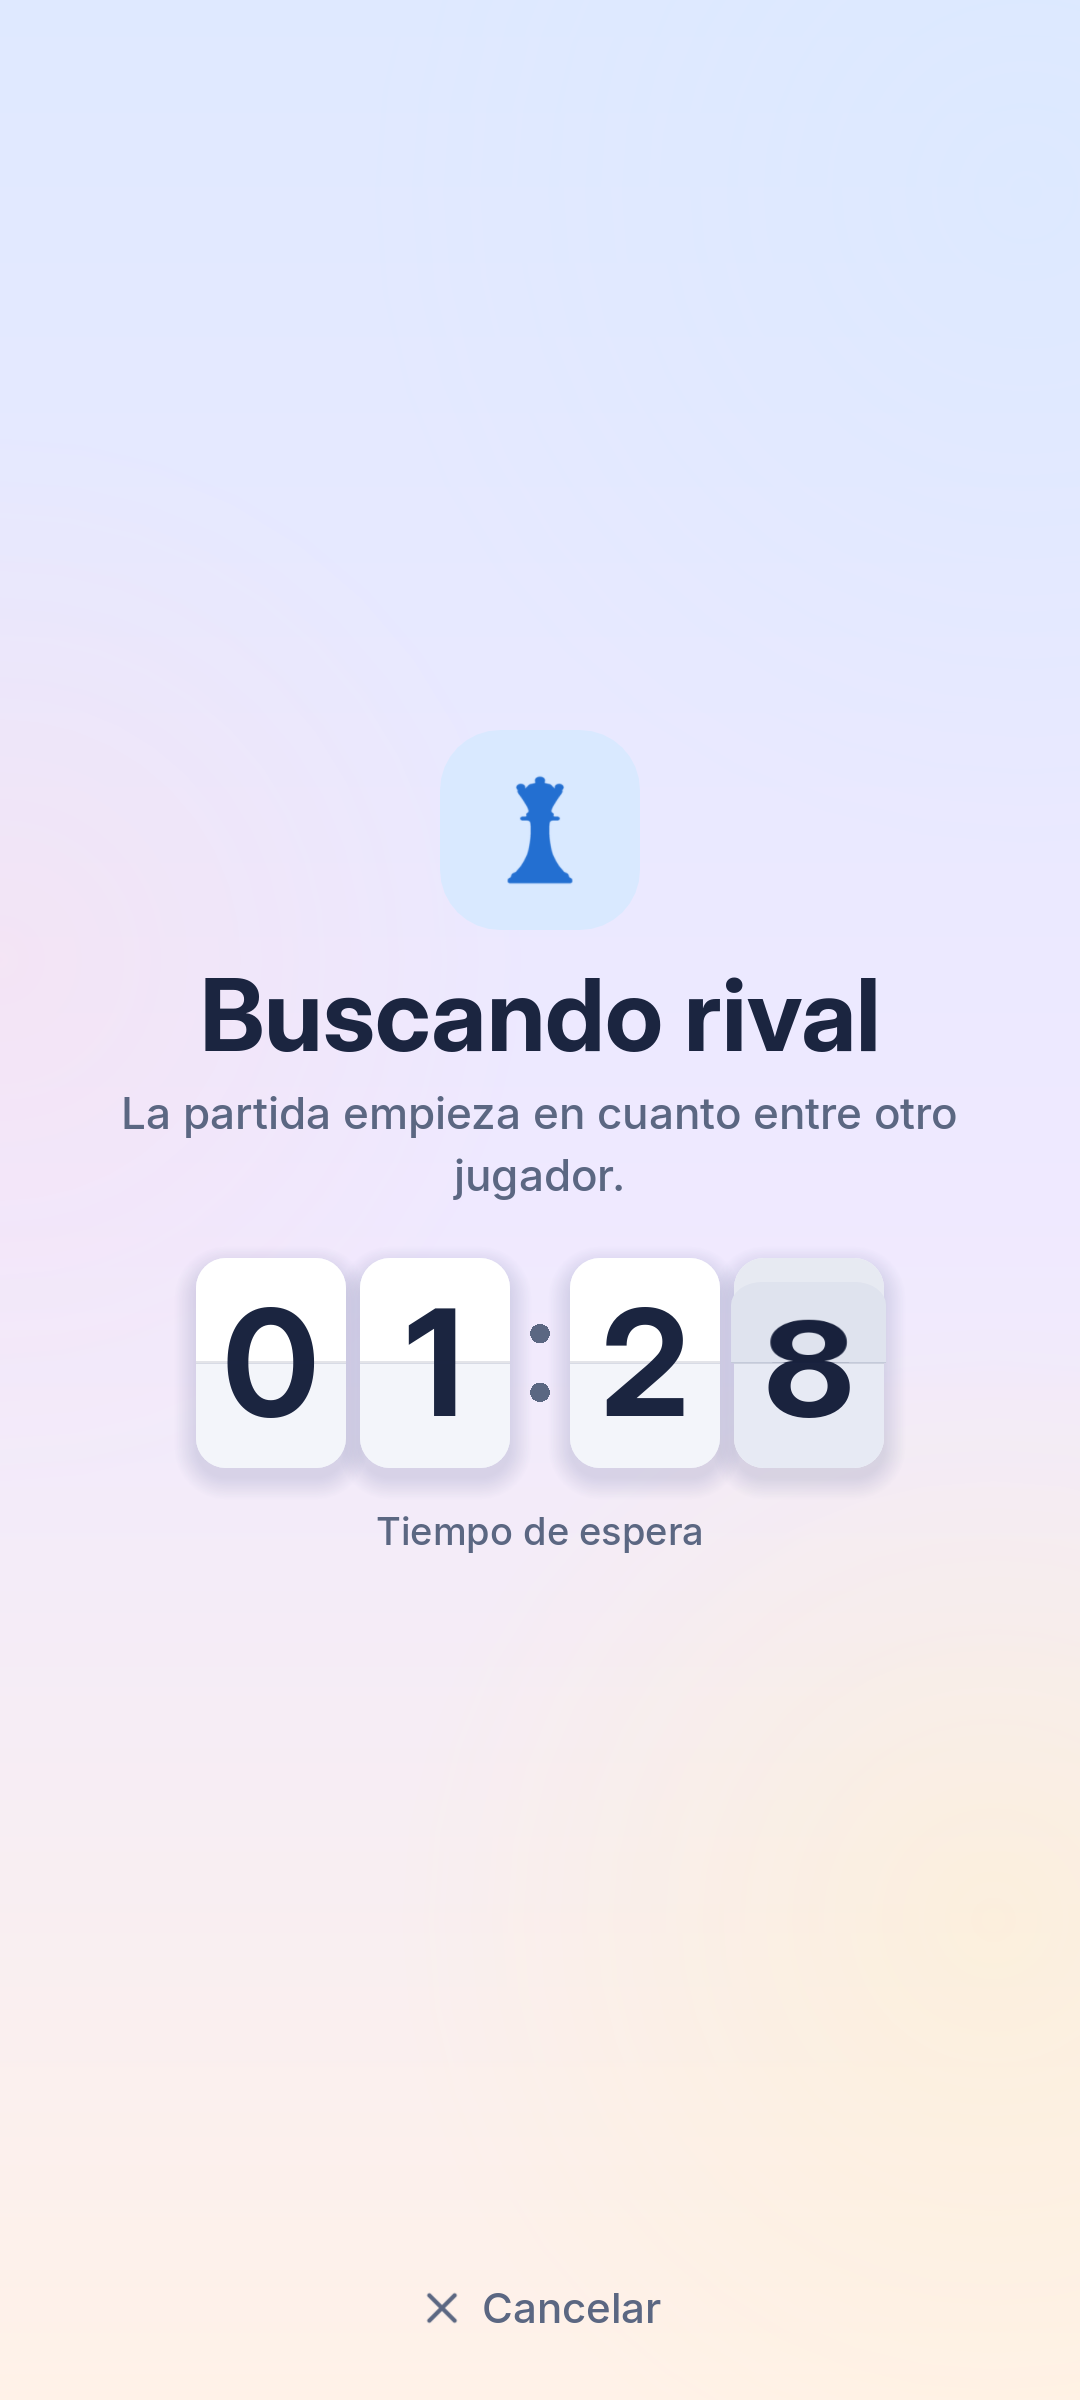 Buscando rival
La partida empieza en cuanto entre otro
jugador.
01:28
Tiempo de espera
Cancelar